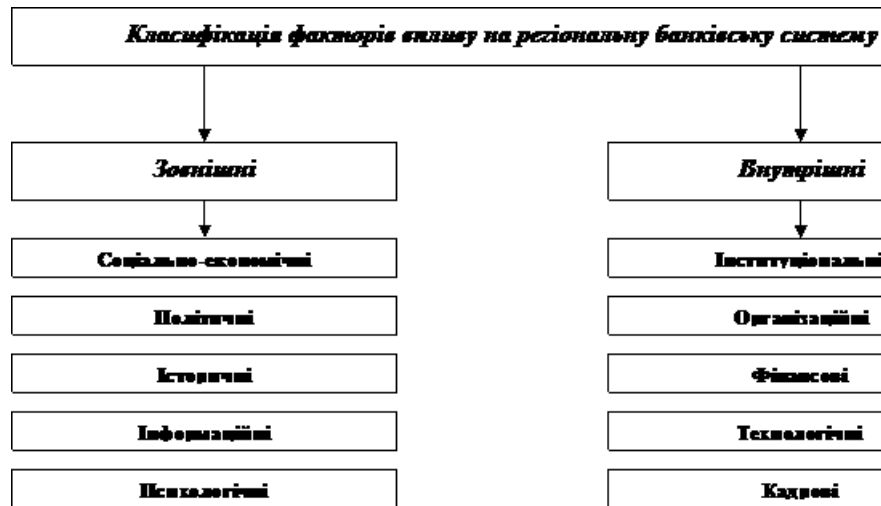 Класифікація факторів впливу на регіональну банківську систему
Зовнішні
Внутрішні
Соціально-економічні
Інституціональні
Політичні
Організаційні
Історичні
Фінансові
Інформаційні
Технологічні
Психологічні
Кадрові